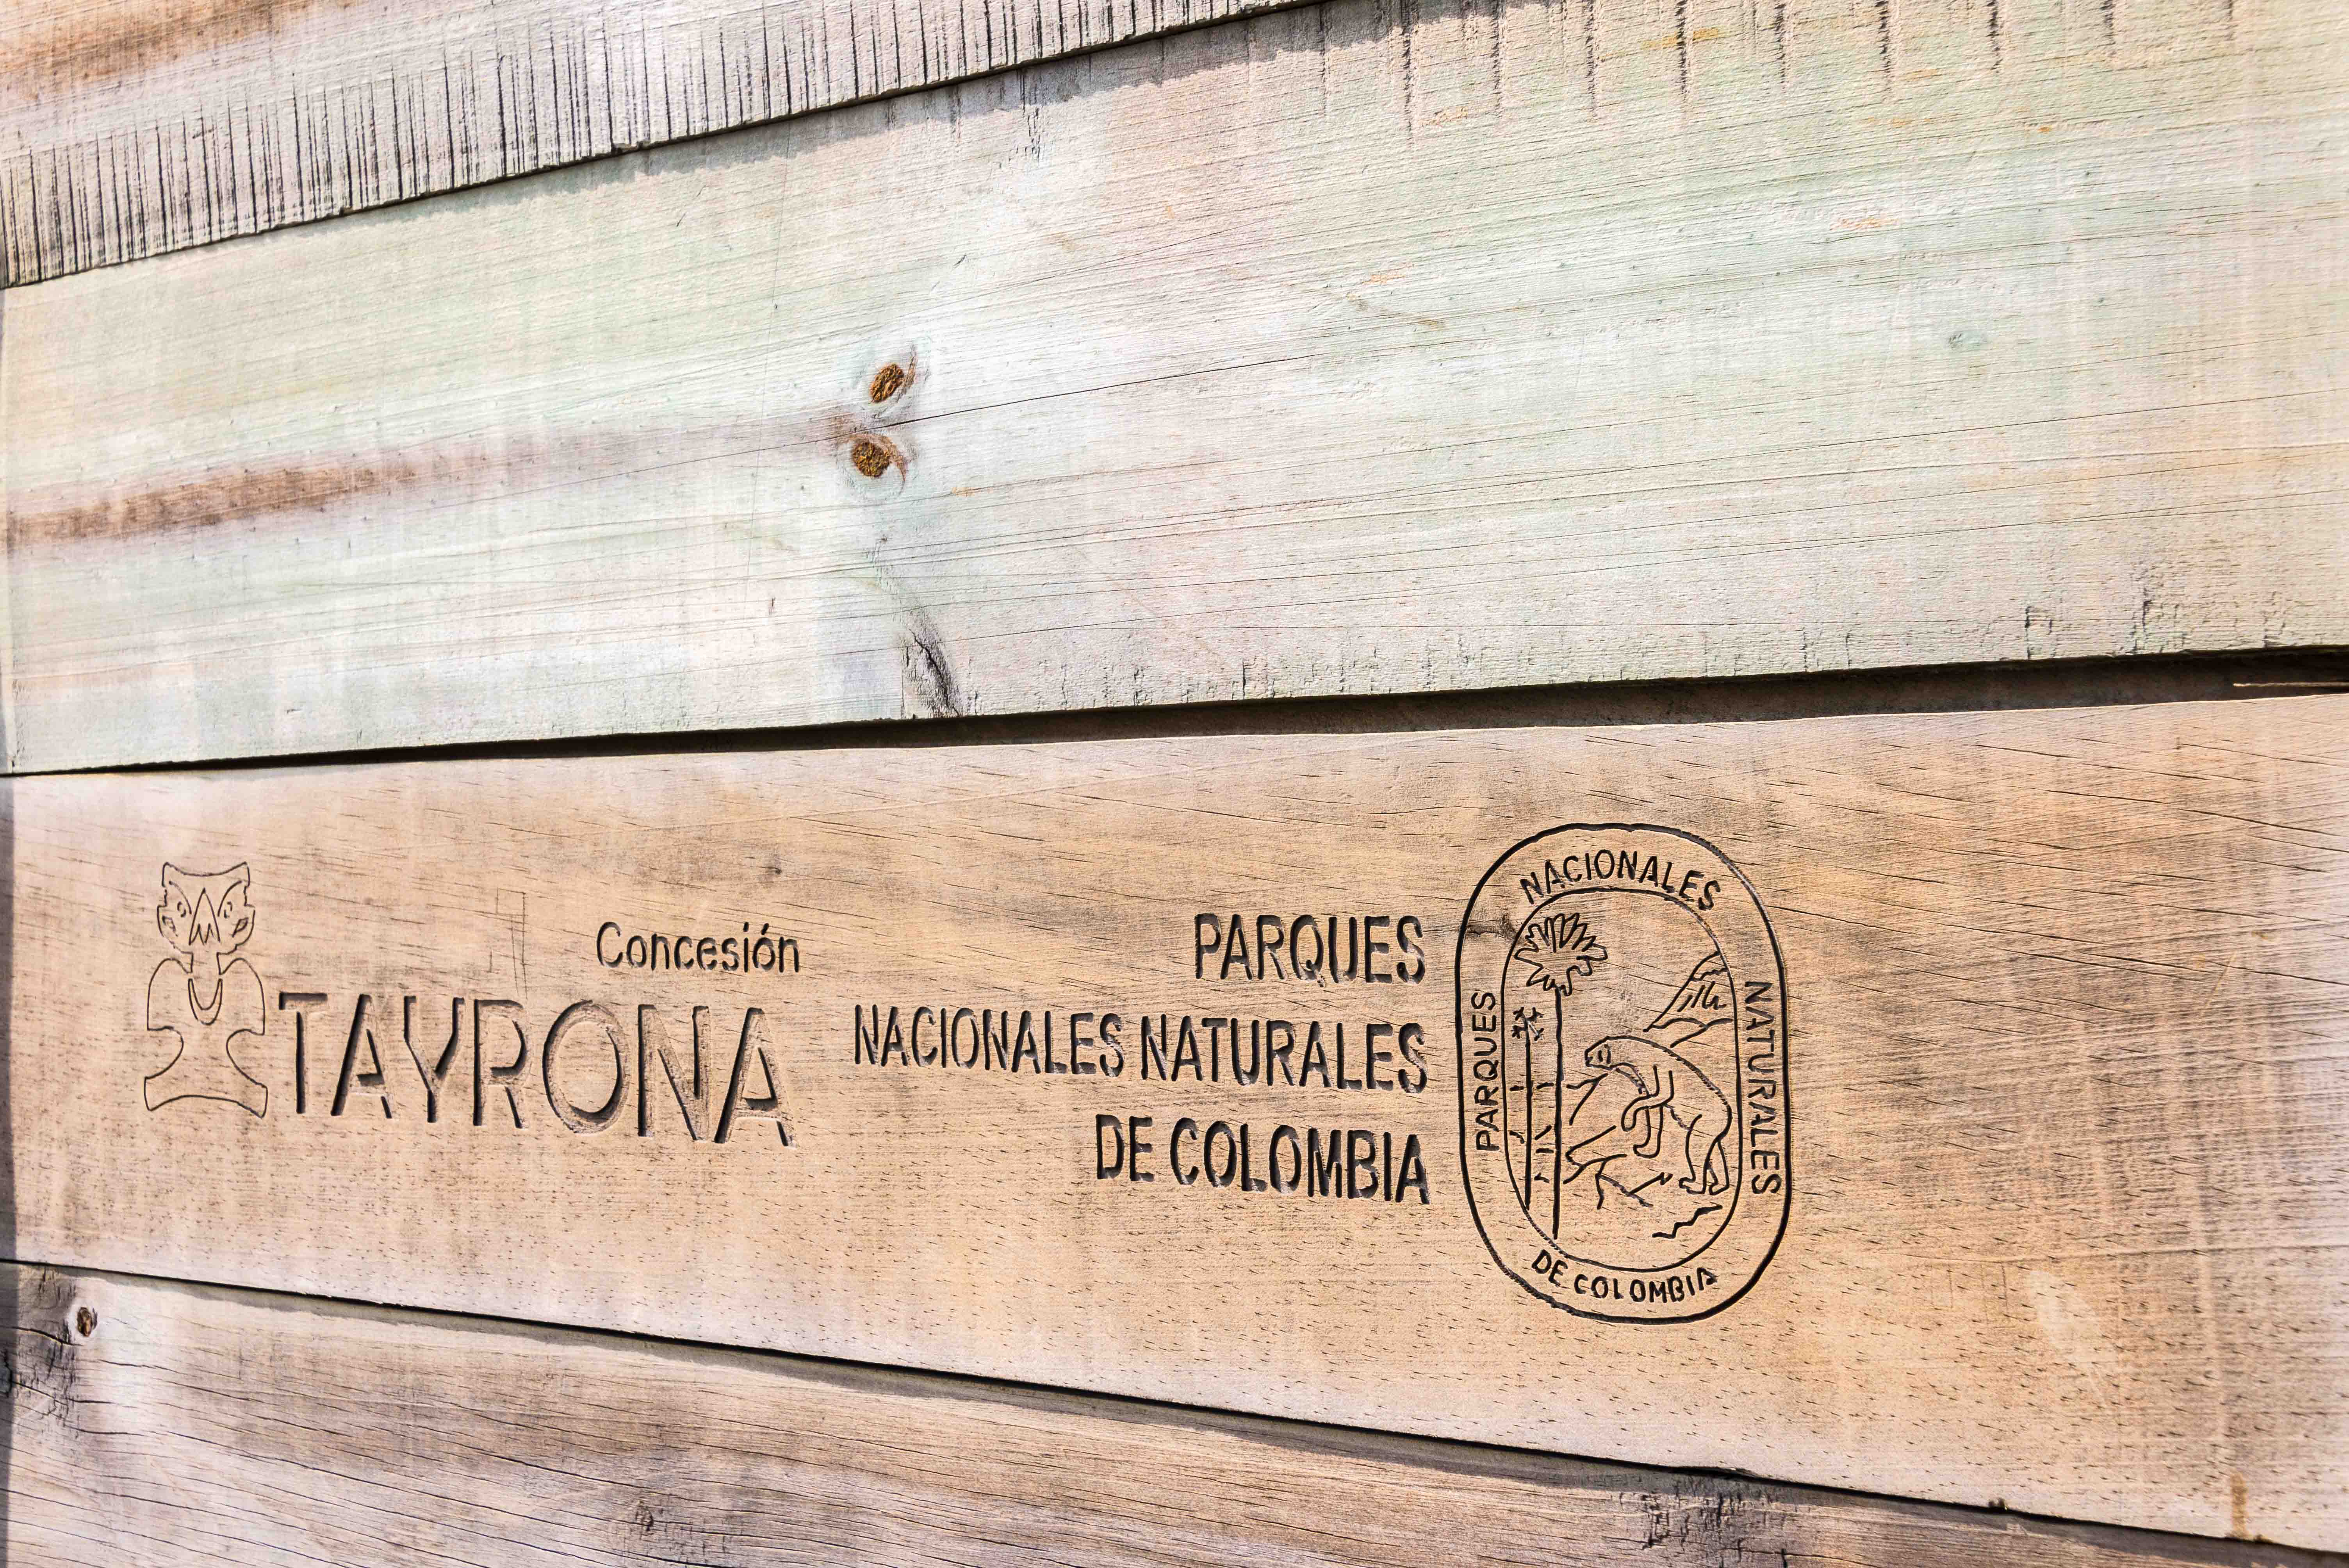 Concesión
TAYRONA
PARQUES
NACIONALES NATURALES
DE COLOMBIA
PARQUES
NACIONALES
NATURALES
DE COLOMBIA